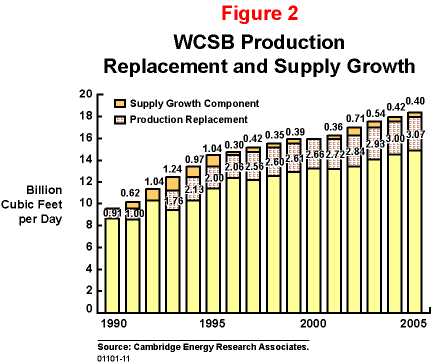 Figure 2
WCSB Production
Replacement and Supply Growth
Billion
Cubic Feet
per Day
20
18
16
14
12
10
8
6
4
2
0
Supply Growth Component
Production Replacement
0.62 1.04 1.24 0.97 1.04 0.30 0.42 0.35 0.39 0.36 0.71 0.54 0.42 0.40
0.91 1.00 1.76 2.13 2.00 2.06 2.56 2.60 2.61 2.66 2.72 2.84 2.93 3.00 3.07
1990 1995 2000 2005
Source: Cambridge Energy Research Associates.
01101-11